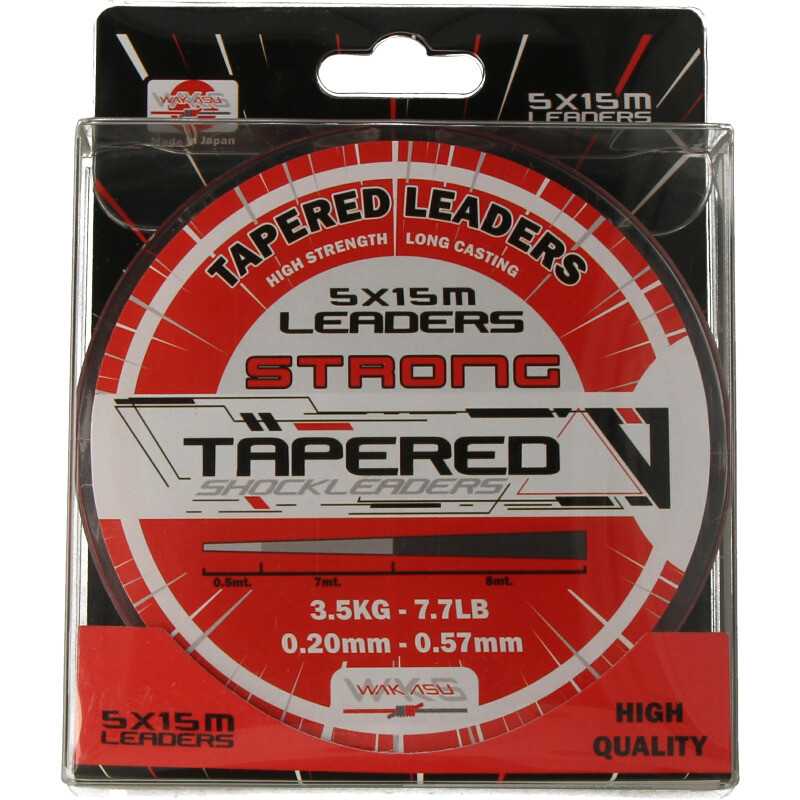 WAKASU
Made in Japan
5X15M
LEADERS
TAPERED LEADERS
HIGH STRENGTH LONG CASTING
5X15M
LEADERS
STRONG
TAPERED
SHOCKLEADERS
0.5mt. 7mt. 8mt.
3.5KG - 7.7LB
0.20mm - 0.57mm
WAKASU
5X15M
LEADERS
HIGH
QUALITY